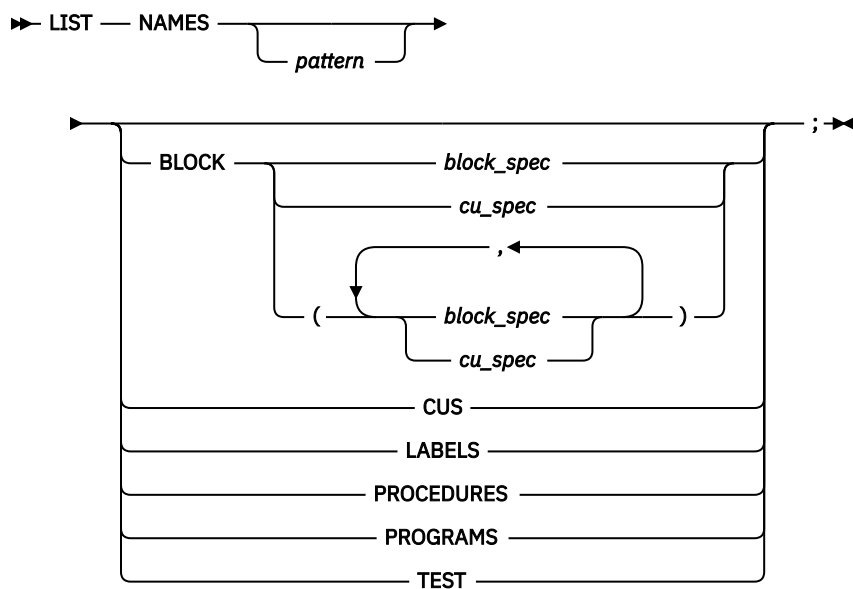 LIST NAMES
pattern
;
BLOCK block_spec
cu_spec
,
( block_spec )
cu_spec
CUS
LABELS
PROCEDURES
PROGRAMS
TEST